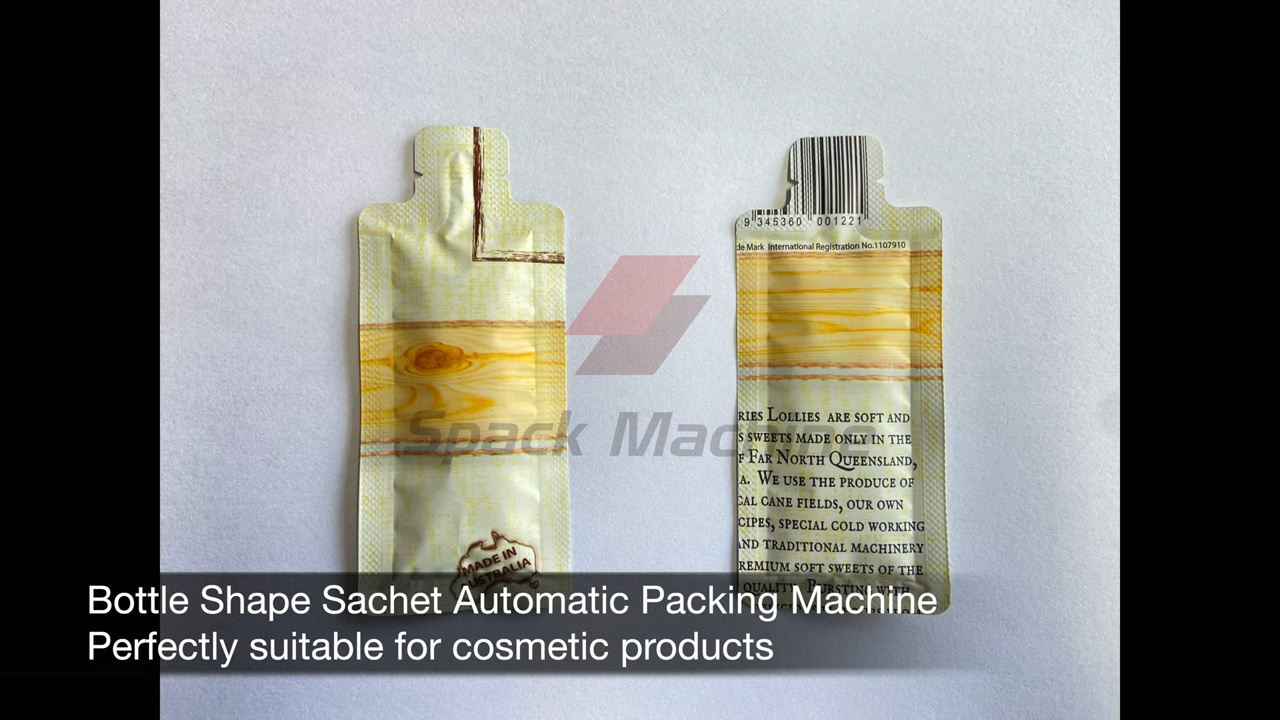 MADE IN
AUSTRALIA
9 345360 001221
de Mark International Registration No.1107910
RIES LOLLIES ARE SOFT AND
S SWEETS MADE ONLY IN THE
F FAR NORTH QUEENSLAND,
A. WE USE THE PRODUCE OF
CAL CANE FIELDS, OUR OWN
CIPES, SPECIAL COLD WORKING
AND TRADITIONAL MACHINERY
REMIUM SOFT SWEETS OF THE
QUALITY. BURSTING WITH
Spack Machine
Bottle Shape Sachet Automatic Packing Machine
Perfectly suitable for cosmetic products